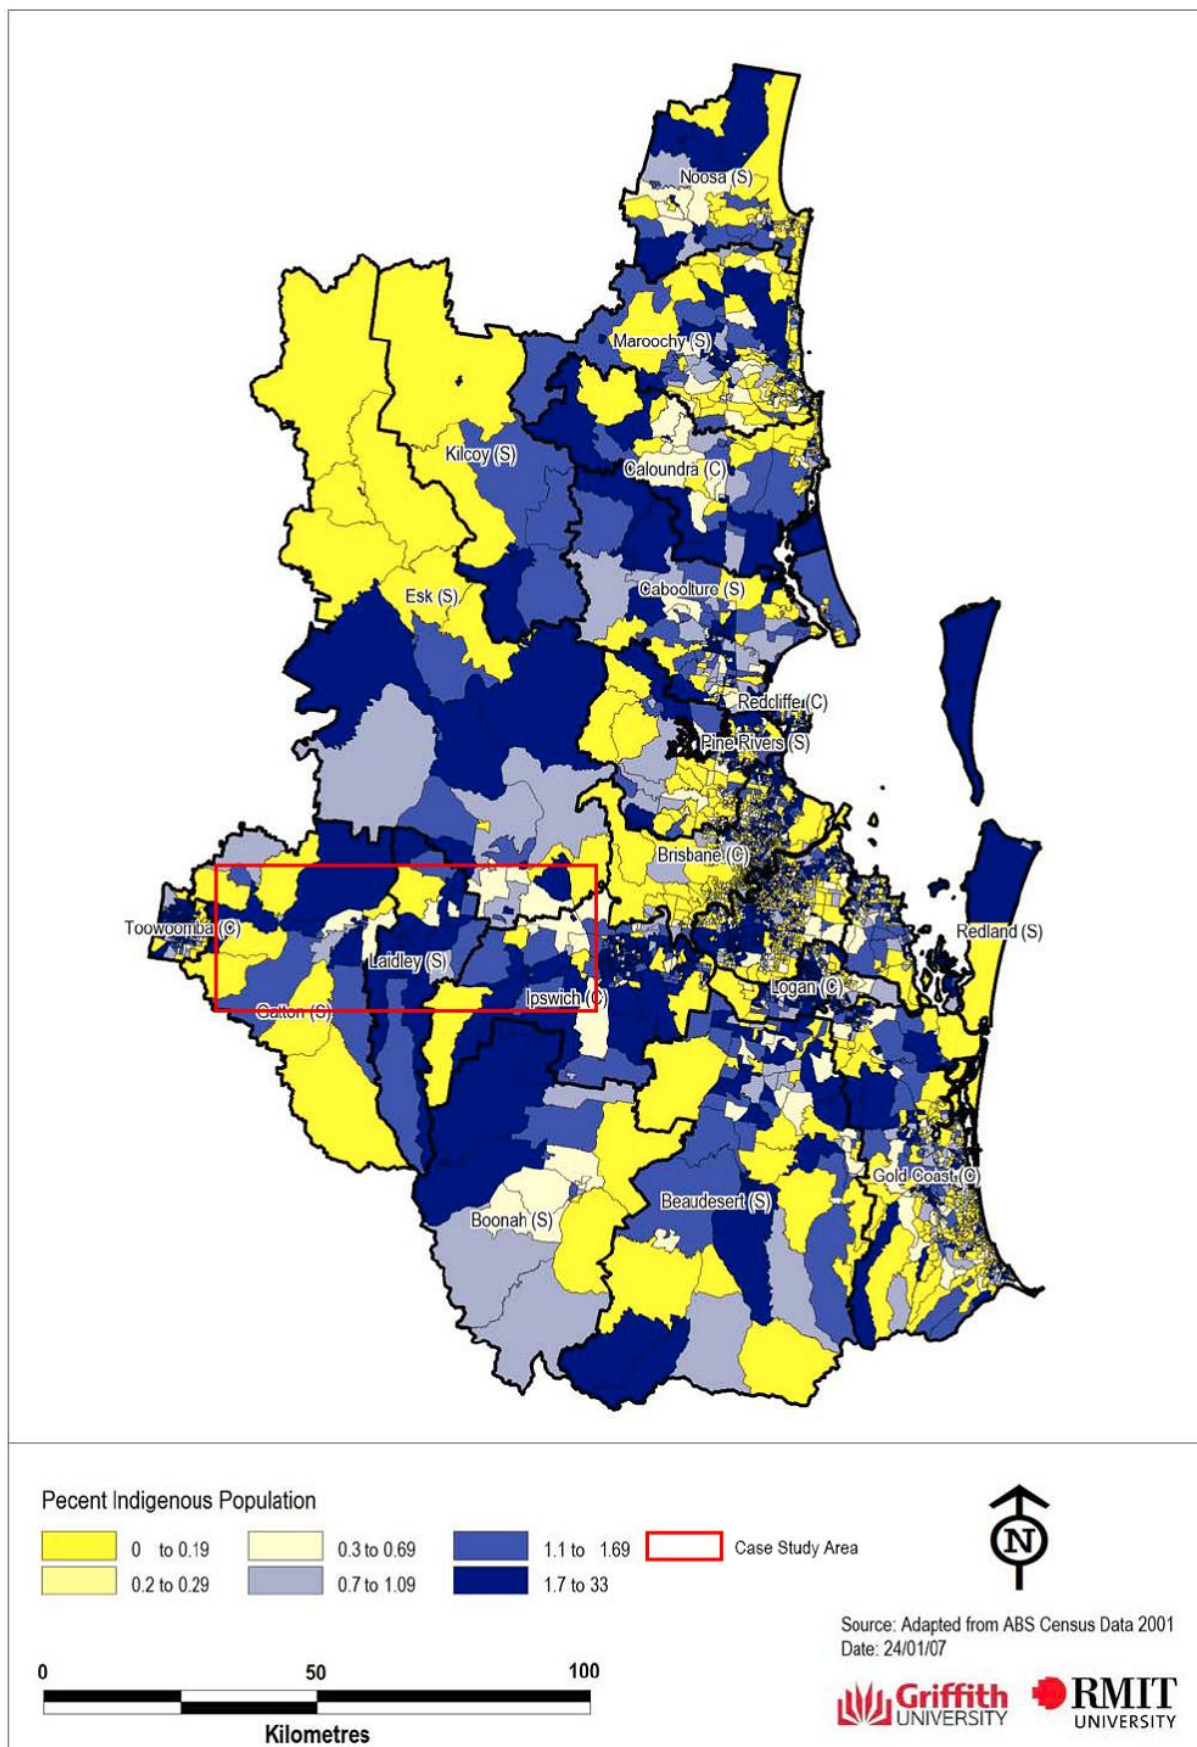 Noosa (S)
Maroochy (S)
Kilcoy (S)
Caloundra (C)
Esk (S)
Caboolture (S)
Redcliffe (C)
Pine Rivers (S)
Brisbane (C)
Toowoomba (C)
Redland (S)
Laidley (S)
Logan (C)
Ipswich (C)
Gatton (S)
Gold Coast (C)
Beaudesert (S)
Boonah (S)
Pecent Indigenous Population
0 to 0.19
0.3 to 0.69
1.1 to 1.69
Case Study Area
0.2 to 0.29
0.7 to 1.09
1.7 to 33
N
Source: Adapted from ABS Census Data 2001
Date: 24/01/07
0 50 100
Kilometres
Griffith
UNIVERSITY
RMIT
UNIVERSITY